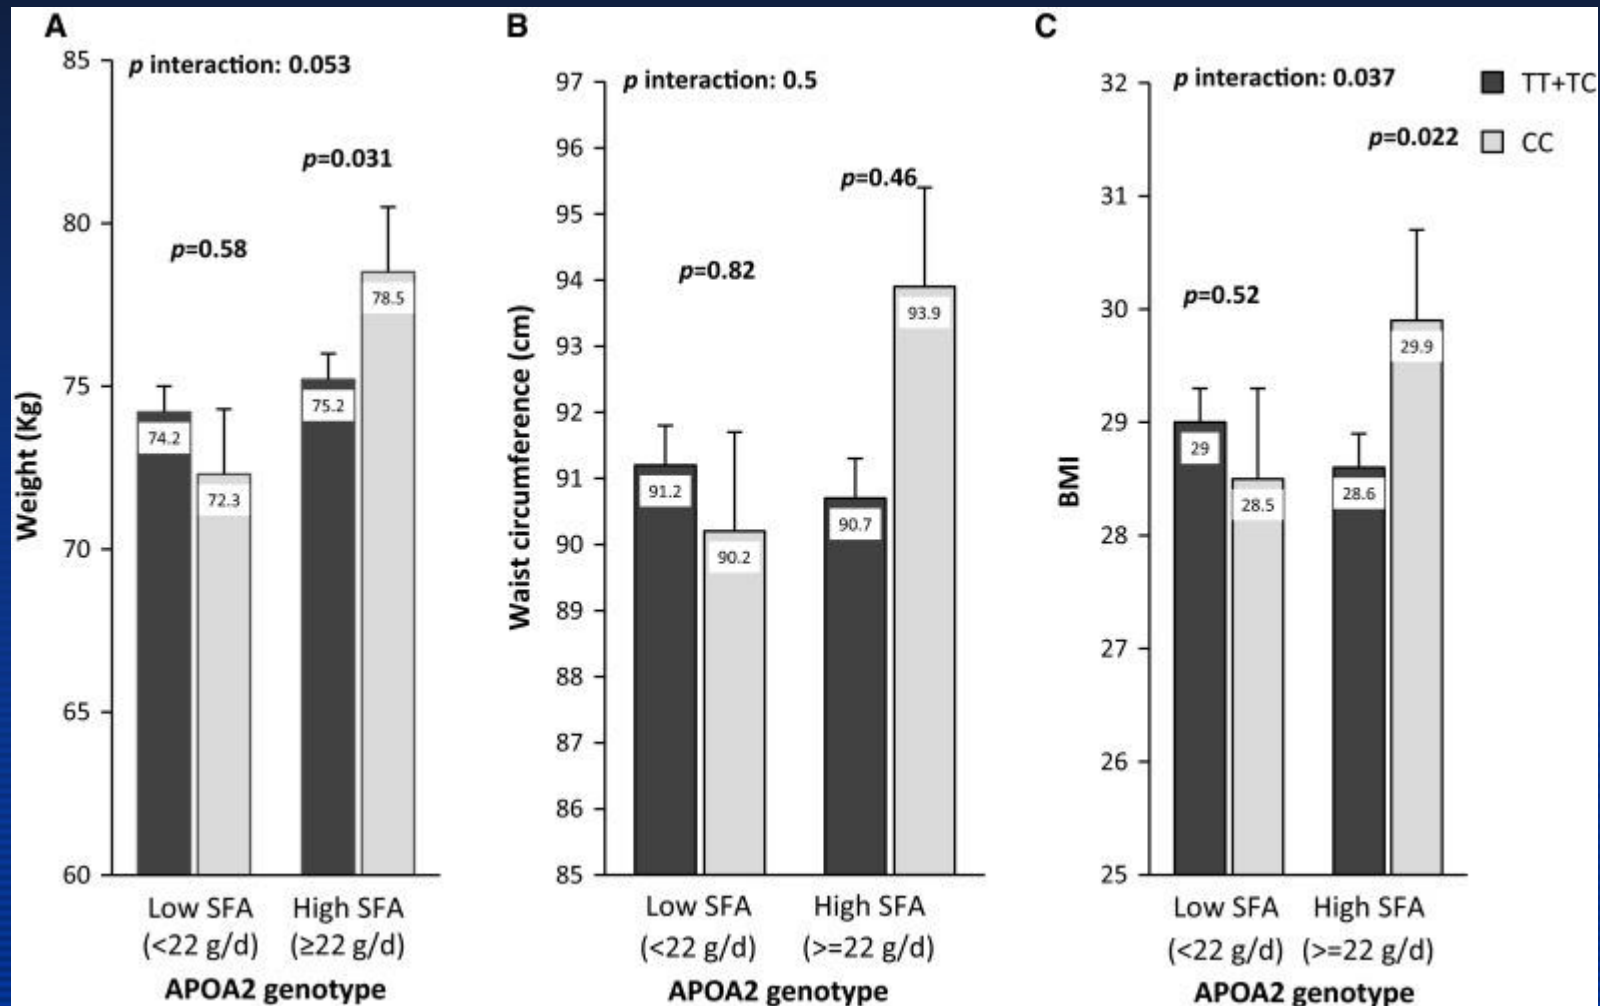 A
p interaction: 0.053
85
80
75
70
65
60
Weight (Kg)
p=0.58
p=0.031
74.2
72.3
75.2
78.5
Low SFA
(<22 g/d)
High SFA
(≥22 g/d)
APOA2 genotype
B
p interaction: 0.5
97
96
95
94
93
92
91
90
89
88
87
86
85
Waist circumference (cm)
p=0.82
p=0.46
91.2
90.2
90.7
93.9
Low SFA
(<22 g/d)
High SFA
(>=22 g/d)
APOA2 genotype
C
p interaction: 0.037
32
31
30
29
28
27
26
25
BMI
p=0.52
p=0.022
29
28.5
28.6
29.9
Low SFA
(<22 g/d)
High SFA
(>=22 g/d)
APOA2 genotype
TT+TC
CC